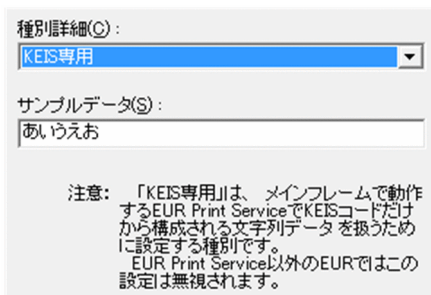 種別詳細(C)：
KEIS専用
サンプルデータ(S)：
あいうえお
注意： 「KEIS専用」は、 メインフレームで動作
するEUR Print ServiceでKEISコードだけ
から構成される文字列データ を扱うため
に設定する種別です。
EUR Print Service以外のEURではこの
設定は無視されます。